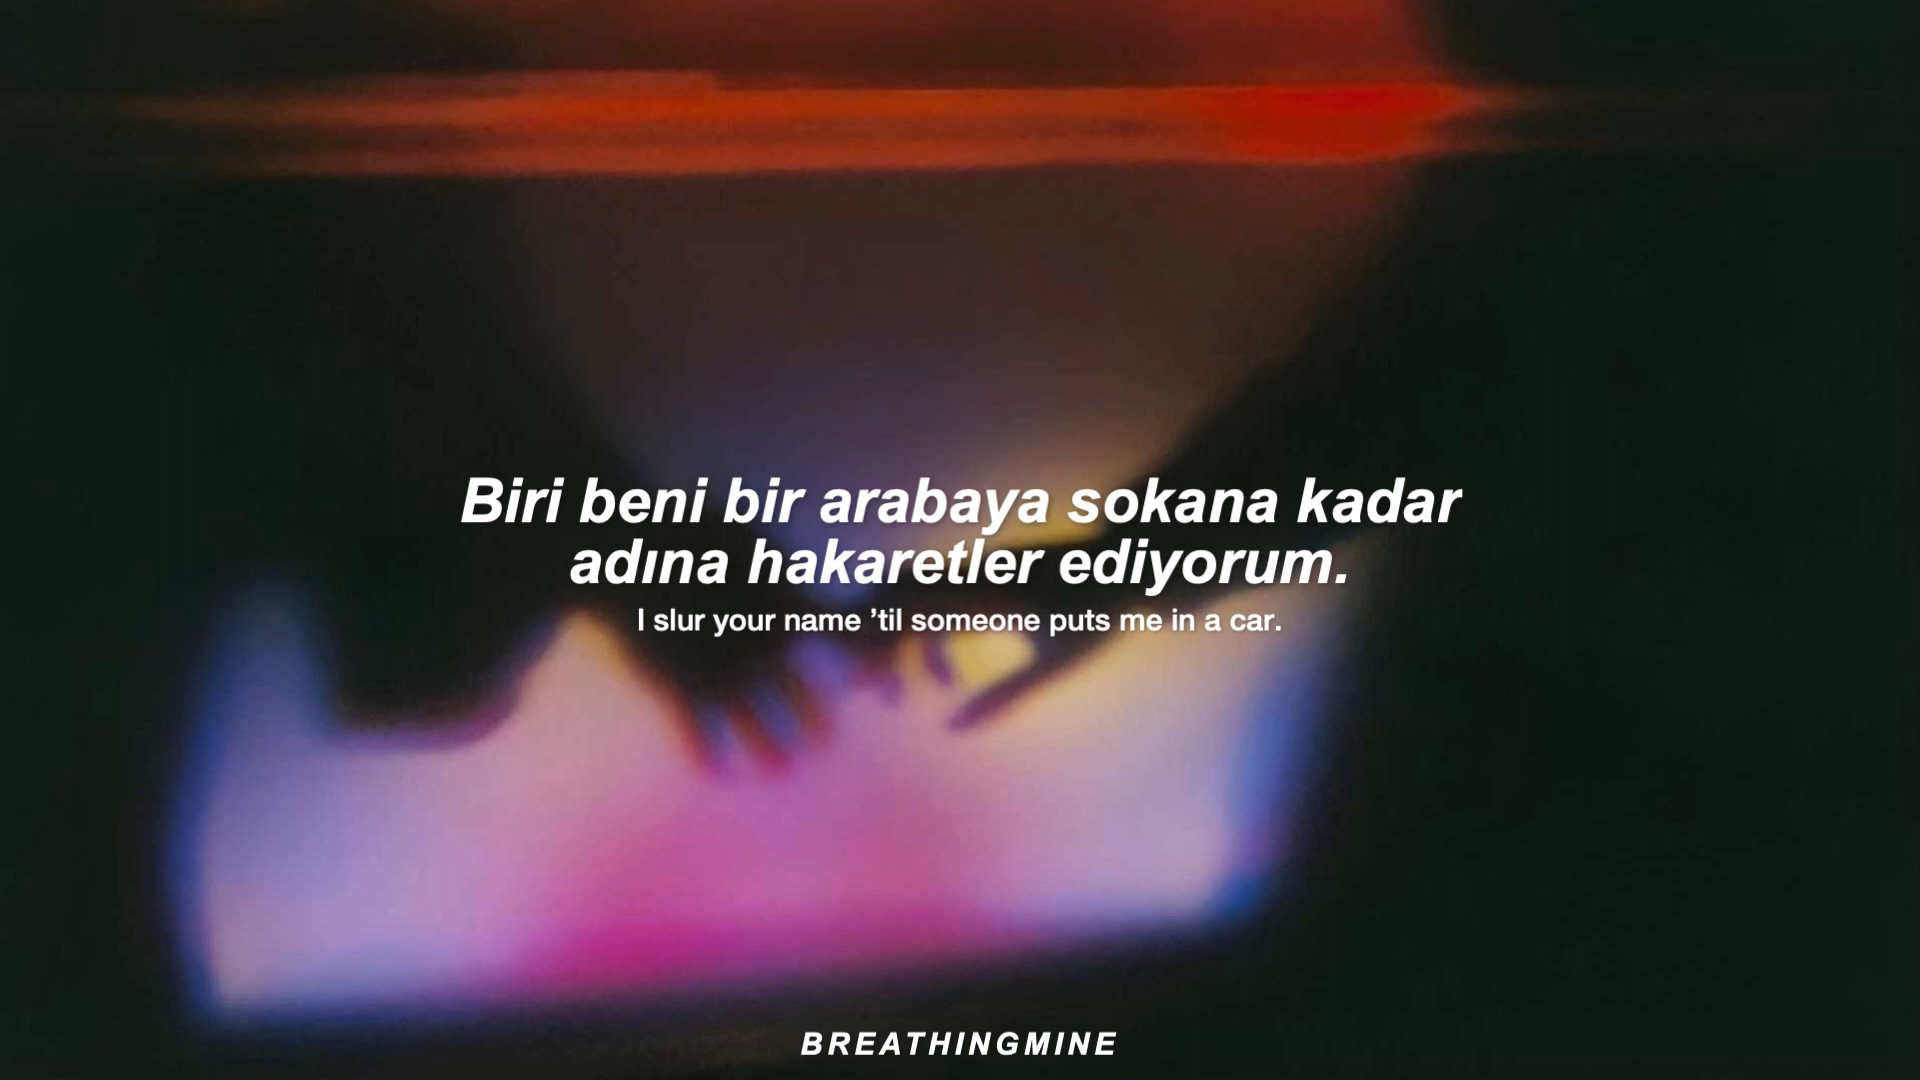 Biri beni bir arabaya sokana kadar
adına hakaretler ediyorum.
I slur your name ’til someone puts me in a car.
BREATHINGMINE